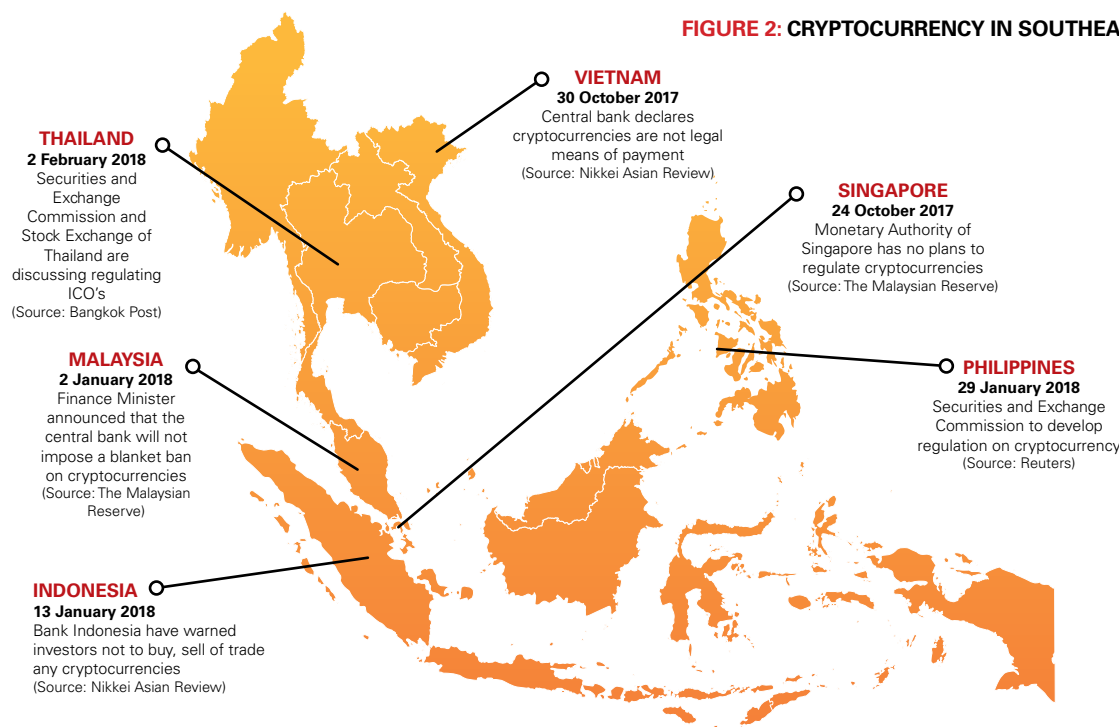 FIGURE 2: CRYPTOCURRENCY IN SOUTHEA
VIETNAM
30 October 2017
Central bank declares
cryptocurrencies are not legal
means of payment
(Source: Nikkei Asian Review)
THAILAND
2 February 2018
Securities and
Exchange
Commission and
Stock Exchange of
Thailand are
discussing regulating
ICO's
(Source: Bangkok Post)
SINGAPORE
24 October 2017
Monetary Authority of
Singapore has no plans to
regulate cryptocurrencies
(Source: The Malaysian Reserve)
MALAYSIA
2 January 2018
Finance Minister
announced that the
central bank will not
impose a blanket ban
on cryptocurrencies
(Source: The Malaysian
Reserve)
PHILIPPINES
29 January 2018
Securities and Exchange
Commission to develop
regulation on cryptocurrency
(Source: Reuters)
INDONESIA
13 January 2018
Bank Indonesia have warned
investors not to buy, sell of trade
any cryptocurrencies
(Source: Nikkei Asian Review)